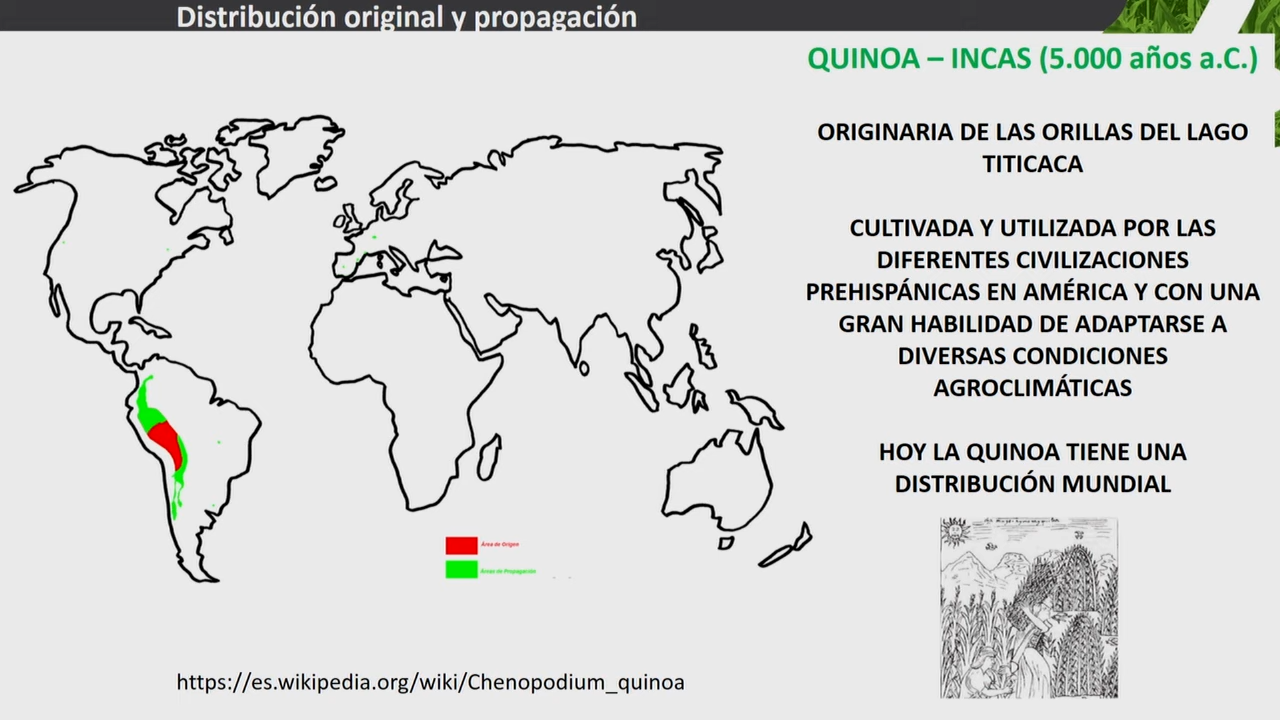 Distribución original y propagación
QUINOA – INCAS (5.000 años a.C.)
ORIGINARIA DE LAS ORILLAS DEL LAGO
TITICACA
CULTIVADA Y UTILIZADA POR LAS
DIFERENTES CIVILIZACIONES
PREHISPÁNICAS EN AMÉRICA Y CON UNA
GRAN HABILIDAD DE ADAPTARSE A
DIVERSAS CONDICIONES
AGROCLIMÁTICAS
HOY LA QUINOA TIENE UNA
DISTRIBUCIÓN MUNDIAL
Área de Origen
Áreas de Propagación
https://es.wikipedia.org/wiki/Chenopodium_quinoa